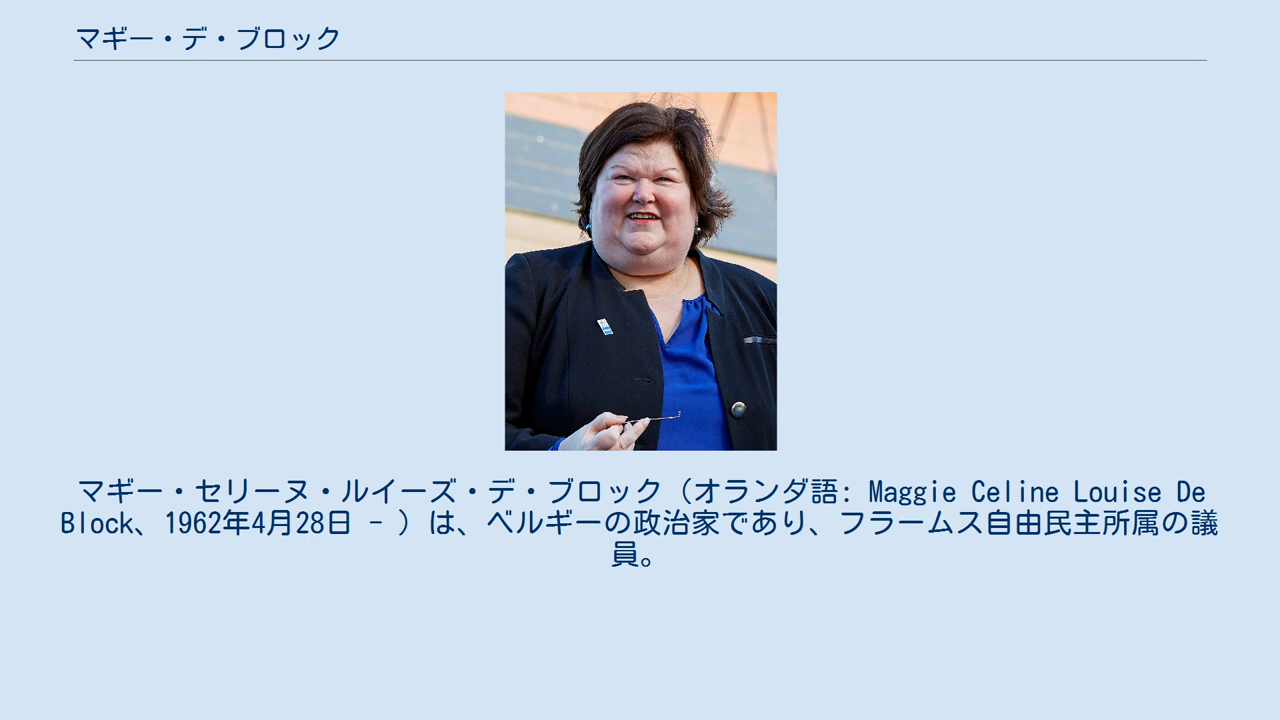 マギー・デ・ブロック
マギー・セリーヌ・ルイーズ・デ・ブロック（オランダ語: Maggie Celine Louise De
Block、1962年4月28日 - ）は、ベルギーの政治家であり、フラームス自由民主所属の議
員。